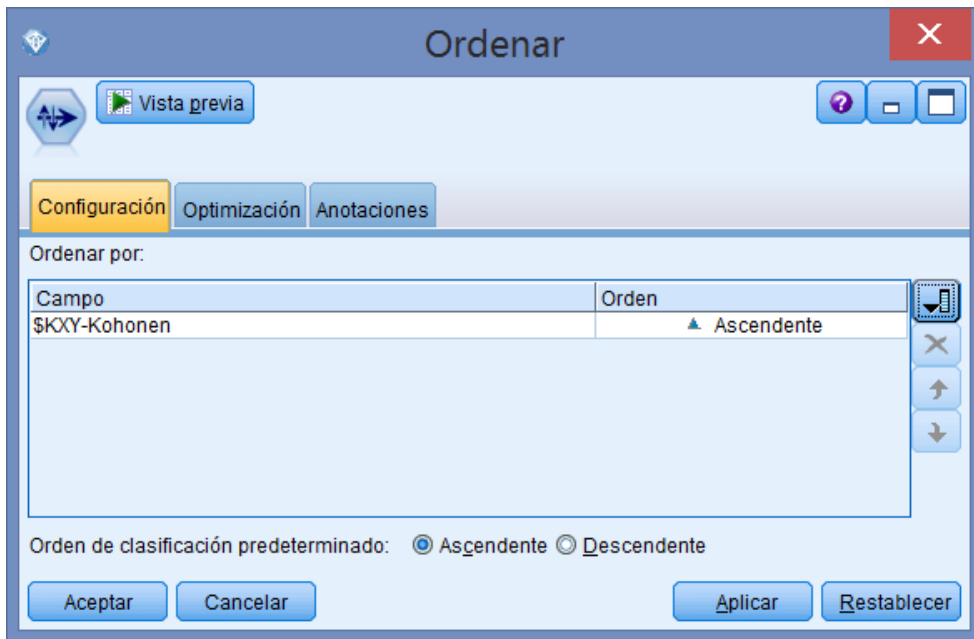 Ordenar
Vista previa
Configuración Optimización Anotaciones
Ordenar por:
Campo Orden
$KXY-Kohonen Ascendente
Orden de clasificación predeterminado: Ascendente Descendente
Aceptar Cancelar Aplicar Restablecer